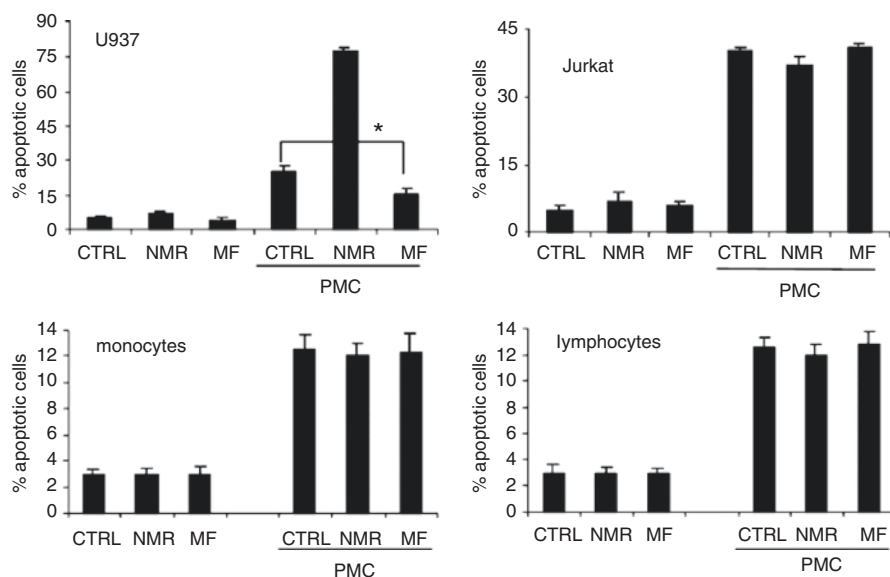 U937
% apoptotic cells
90
75
60
45
30
15
0
*
CTRL NMR MF CTRL NMR MF
PMC
Jurkat
% apoptotic cells
45
30
15
0
CTRL NMR MF CTRL NMR MF
PMC
monocytes
% apoptotic cells
14
12
10
8
6
4
2
0
CTRL NMR MF CTRL NMR MF
PMC
lymphocytes
% apoptotic cells
14
12
10
8
6
4
2
0
CTRL NMR MF CTRL NMR MF
PMC